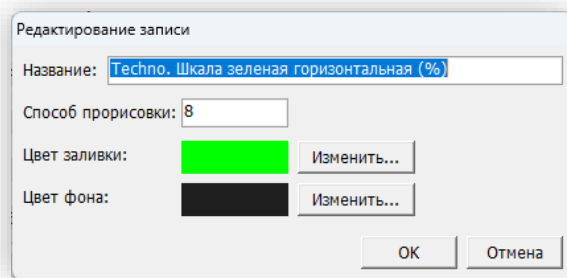 Редактирование записи
Название: Techno. Шкала зеленая горизонтальная (%)
Способ прорисовки: 8
Цвет заливки: Изменить...
Цвет фона: Изменить...
OK Отмена